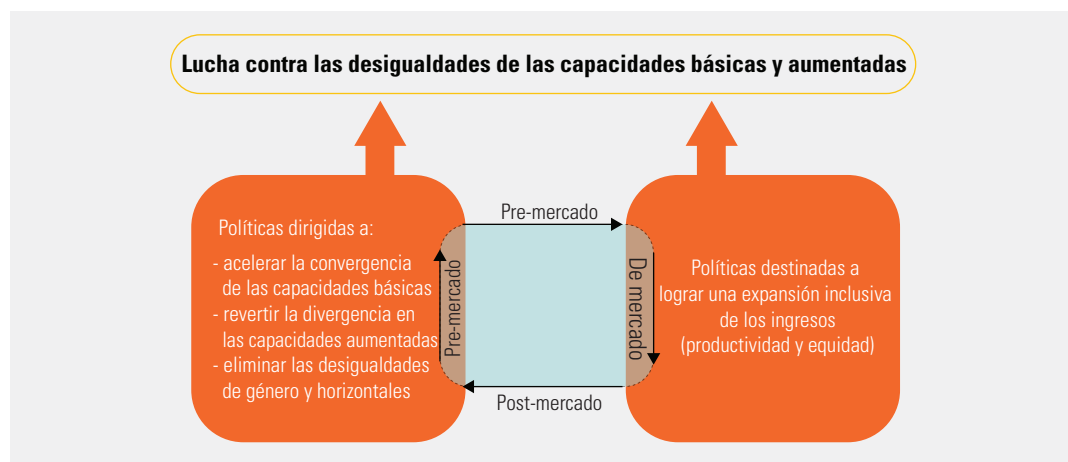 Lucha contra las desigualdades de las capacidades básicas y aumentadas
Políticas dirigidas a:
- acelerar la convergencia
de las capacidades básicas
- revertir la divergencia en
las capacidades aumentadas
- eliminar las desigualdades
de género y horizontales
Pre-mercado
Pre-mercado
De mercado
Post-mercado
Políticas destinadas a
lograr una expansión inclusiva
de los ingresos
(productividad y equidad)